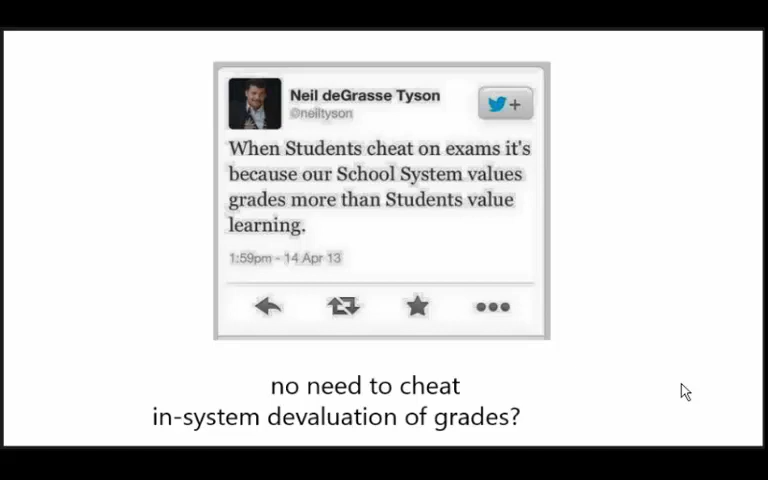 Neil deGrasse Tyson
@neiltyson
When Students cheat on exams it's
because our School System values
grades more than Students value
learning.
1:59pm - 14 Apr 13
no need to cheat
in-system devaluation of grades?